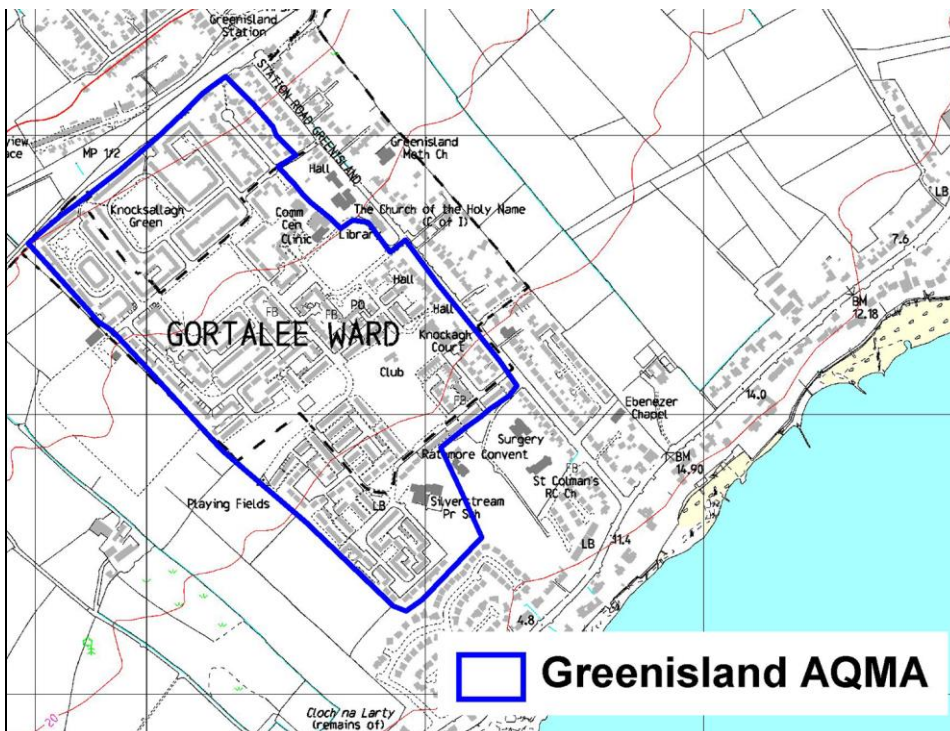 Greenisland
Station
STATION ROAD GREENISLAND
view
ace
MP 1/2
Greenisland
Meth Ch
Hall
Knocksallagh
Green
Comm
Cen
Clinic
The Church of the Holy Name
(C of I)
Library
LB
7.6
Hall
PO
Hall
FB
FB
BM
12.18
GORTALEE WARD
Knockagh
Court
Club
FB
14.0
Ebenezer
Chapel
Surgery
Rathmore Convent
BM
14.90
FB
St Colman's
RC Ch
Playing Fields
LB
Silverstream
Pr Sch
LB
11.4
4.8
Greenisland AQMA
20
Cloch na Larty
(remains of)